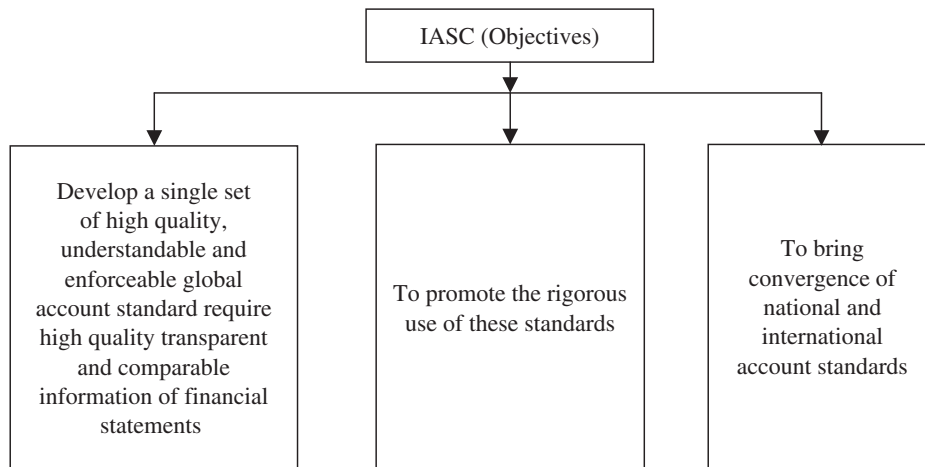 IASC (Objectives)
Develop a single set
of high quality,
understandable and
enforceable global
account standard require
high quality transparent
and comparable
information of financial
statements
To promote the rigorous
use of these standards
To bring
convergence of
national and
international
account standards